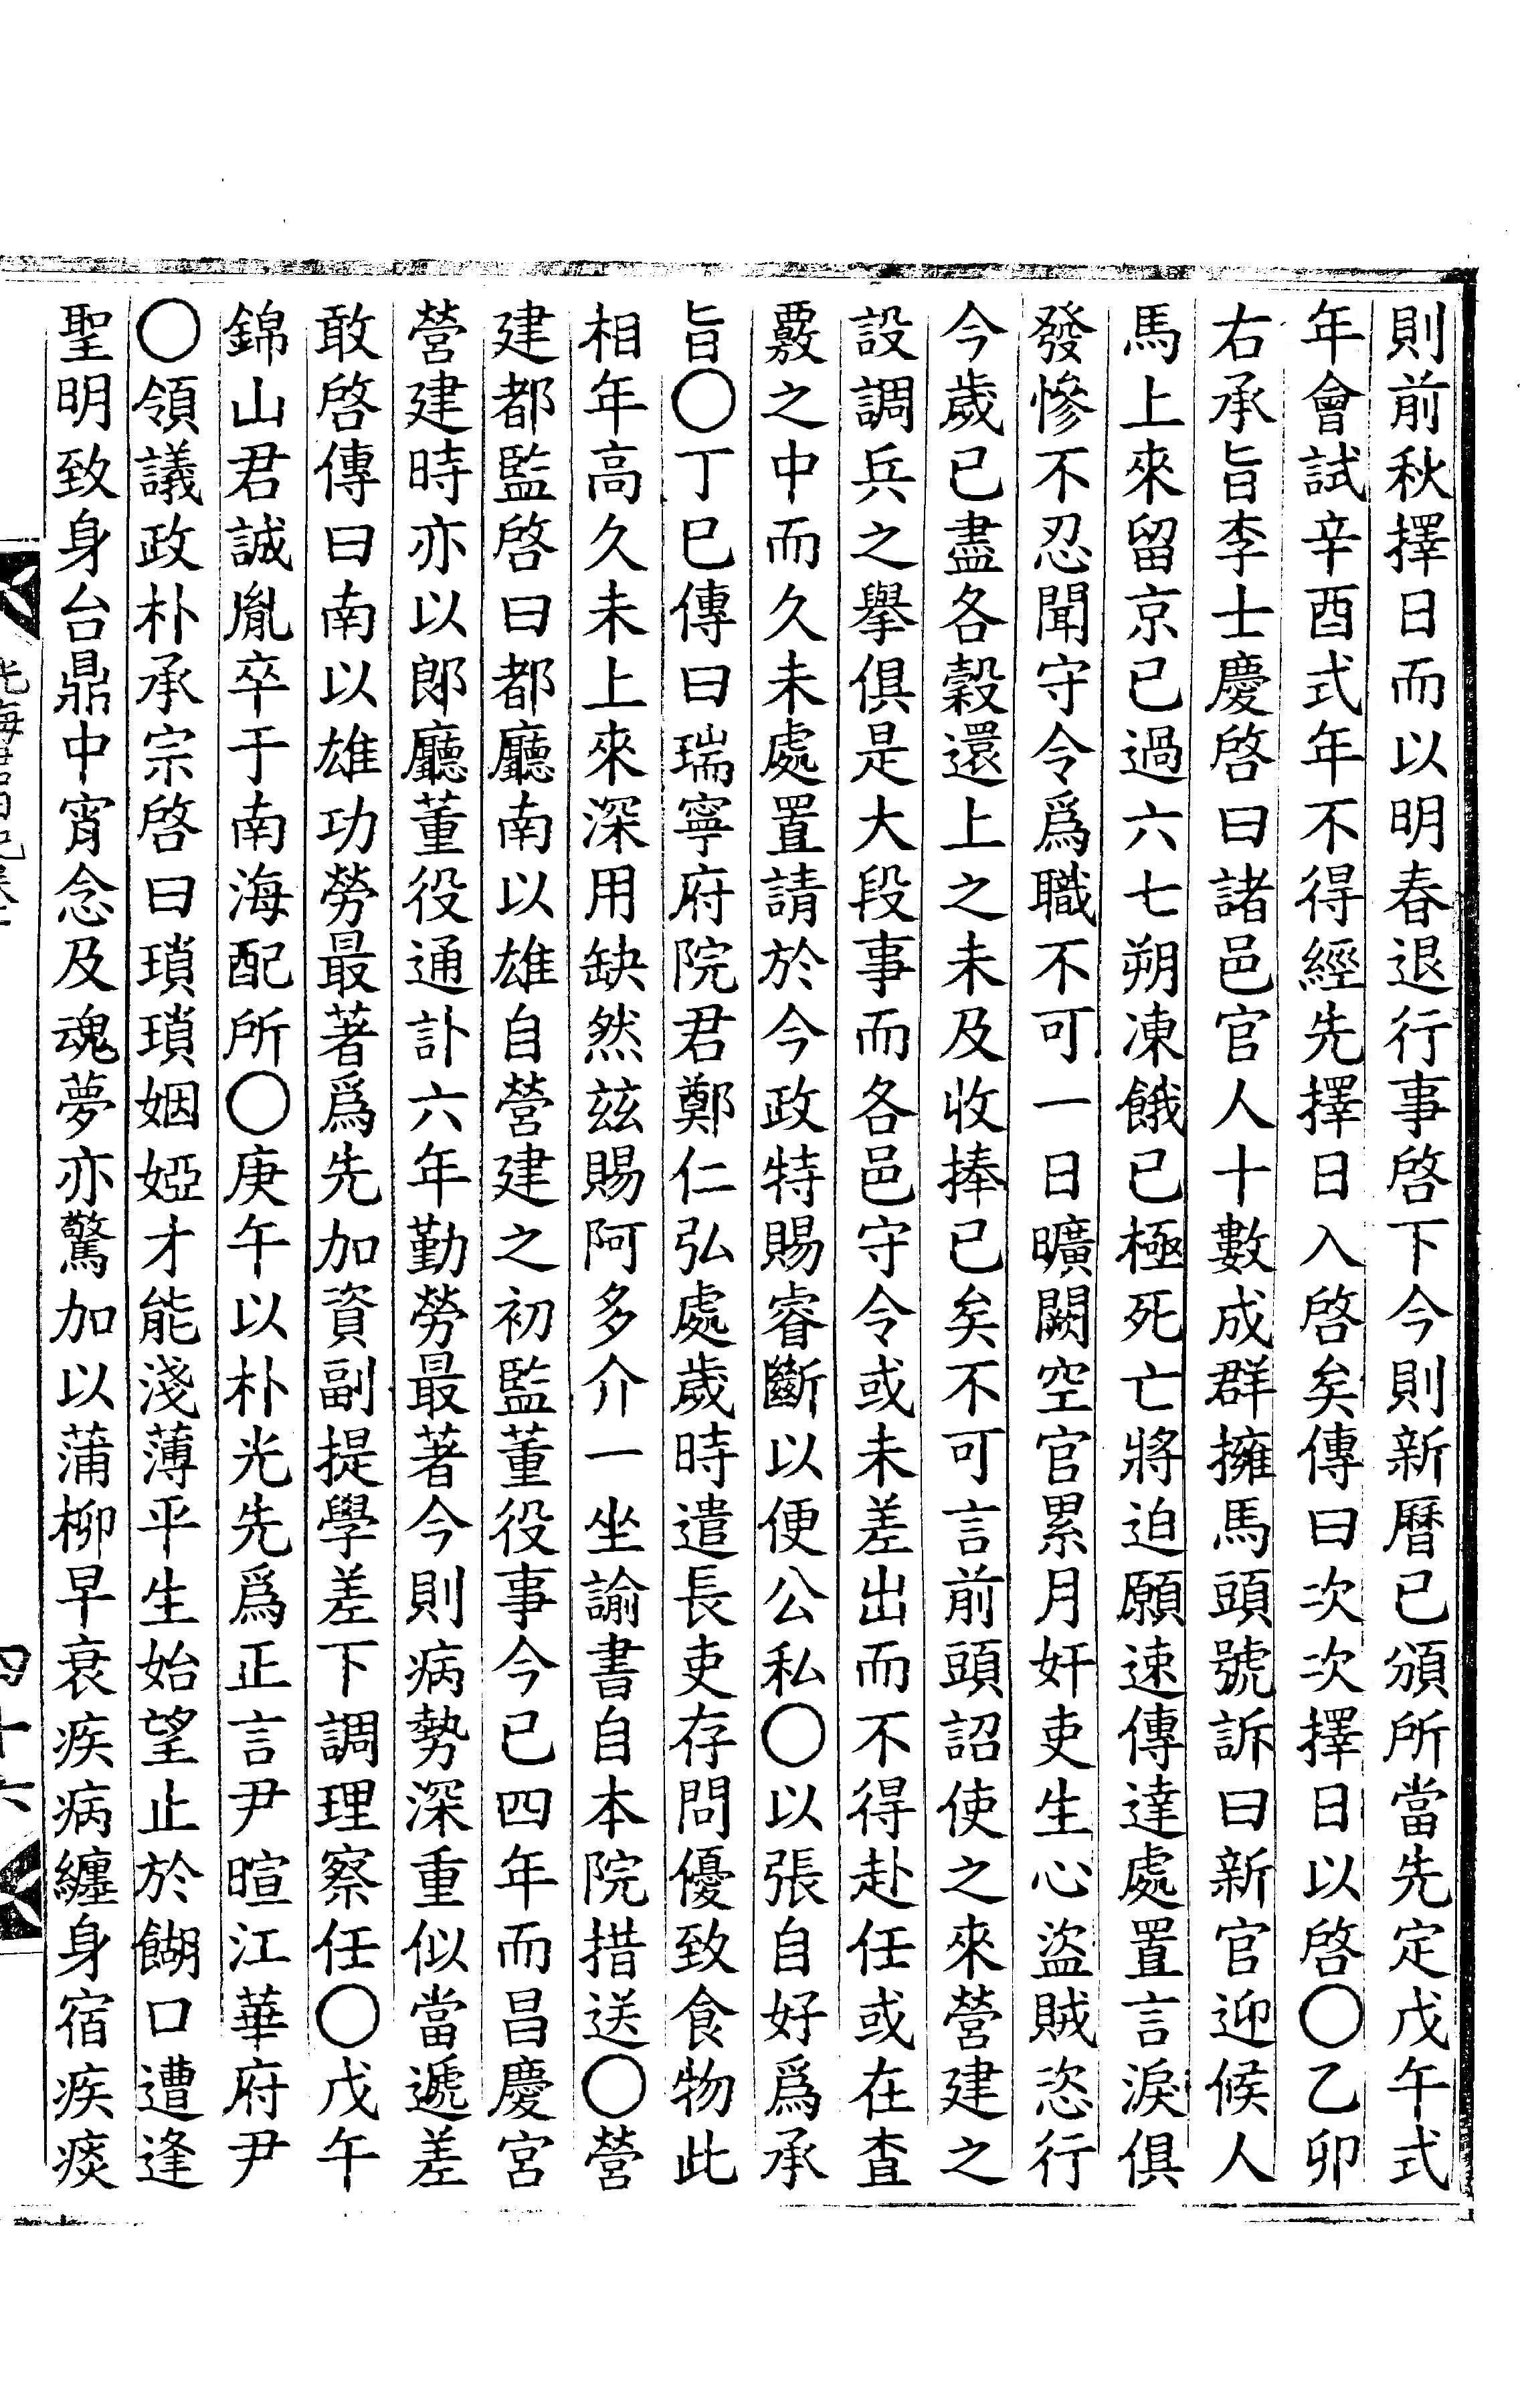 則前秋擇日而以明春退行事啓下今則新曆已頒所當先定戊午式
年會試辛酉式年不得經先擇日入啓矣傳曰次次擇日以啓〇乙卯
右承旨李士慶啓曰諸邑官人十數成群擁馬頭號訴曰新官迎候人
馬上來留京已過六七朔凍餓已極死亡將迫願速傳達處置言淚俱
發慘不忍聞守令爲職不可一日曠闕空官累月奸吏生心盜賊恣行
今歲已盡各穀還上之未及收捧已矣不可言前頭詔使之來營建之
設調兵之擧俱是大段事而各邑守令或未差出而不得赴任或在査
覈之中而久未處置請於今政特賜睿斷以便公私〇以張自好爲承
旨〇丁巳傳曰瑞寧府院君鄭仁弘處歲時遣長吏存問優致食物此
相年高久未上來深用缺然玆賜阿多介一坐諭書自本院措送〇營
建都監啓曰都廳南以雄自營建之初監董役事今已四年而昌慶宮
營建時亦以郞廳董役通訃六年勤勞最著今則病勢深重似當遞差
敢啓傳曰南以雄功勞最著爲先加資副提學差下調理察任〇戊午
錦山君誠胤卒于南海配所〇庚午以朴光先爲正言尹暄江華府尹
〇領議政朴承宗啓曰瑣瑣姻婭才能淺薄平生始望止於餬口遭逢
聖明致身台鼎中宵念及魂夢亦驚加以蒲柳早衰疾病纏身宿疾痰
光海君日記卷十
四十六